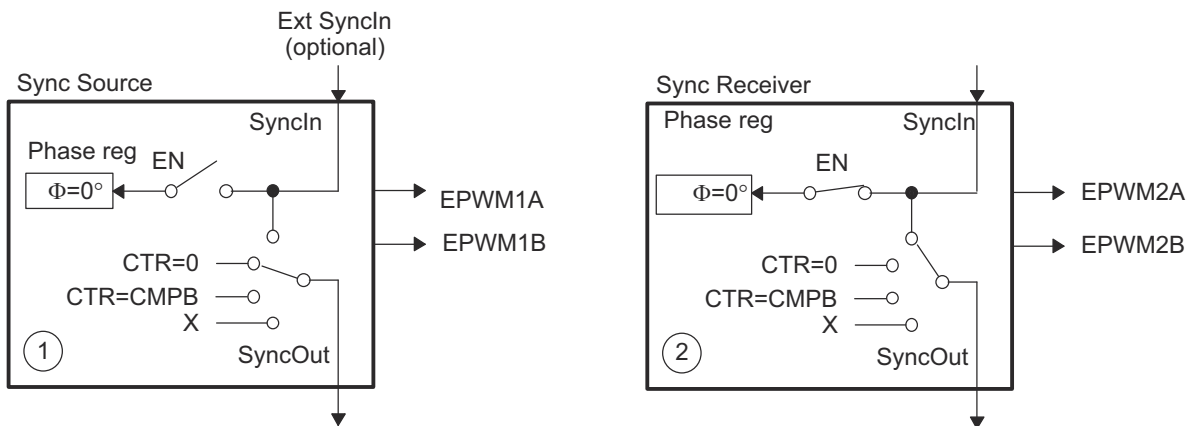 Ext SyncIn
(optional)
Sync Source
SyncIn
Phase reg
EN
Φ=0°
EPWM1A
EPWM1B
CTR=0
CTR=CMPB
X
1
SyncOut
Sync Receiver
Phase reg
SyncIn
EN
Φ=0°
EPWM2A
EPWM2B
CTR=0
CTR=CMPB
X
2
SyncOut